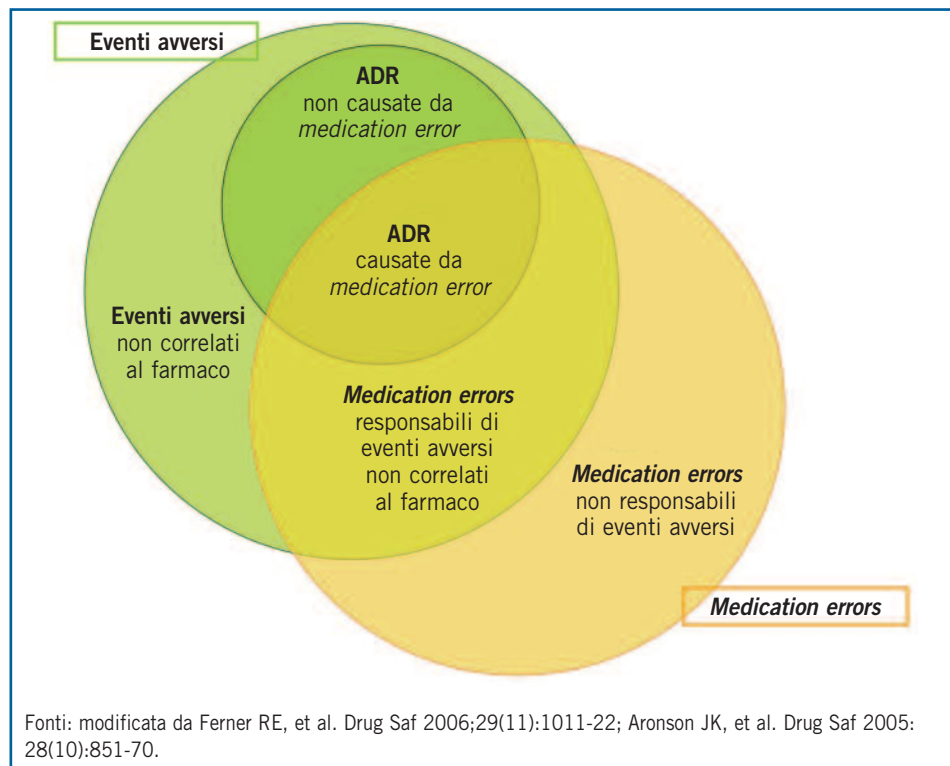 Eventi avversi
ADR
non causate da
medication error
ADR
causate da
medication error
Eventi avversi
non correlati
al farmaco
Medication errors
responsabili di
eventi avversi
non correlati
al farmaco
Medication errors
non responsabili
di eventi avversi
Medication errors
Fonti: modificata da Ferner RE, et al. Drug Saf 2006;29(11):1011-22; Aronson JK, et al. Drug Saf 2005:
28(10):851-70.